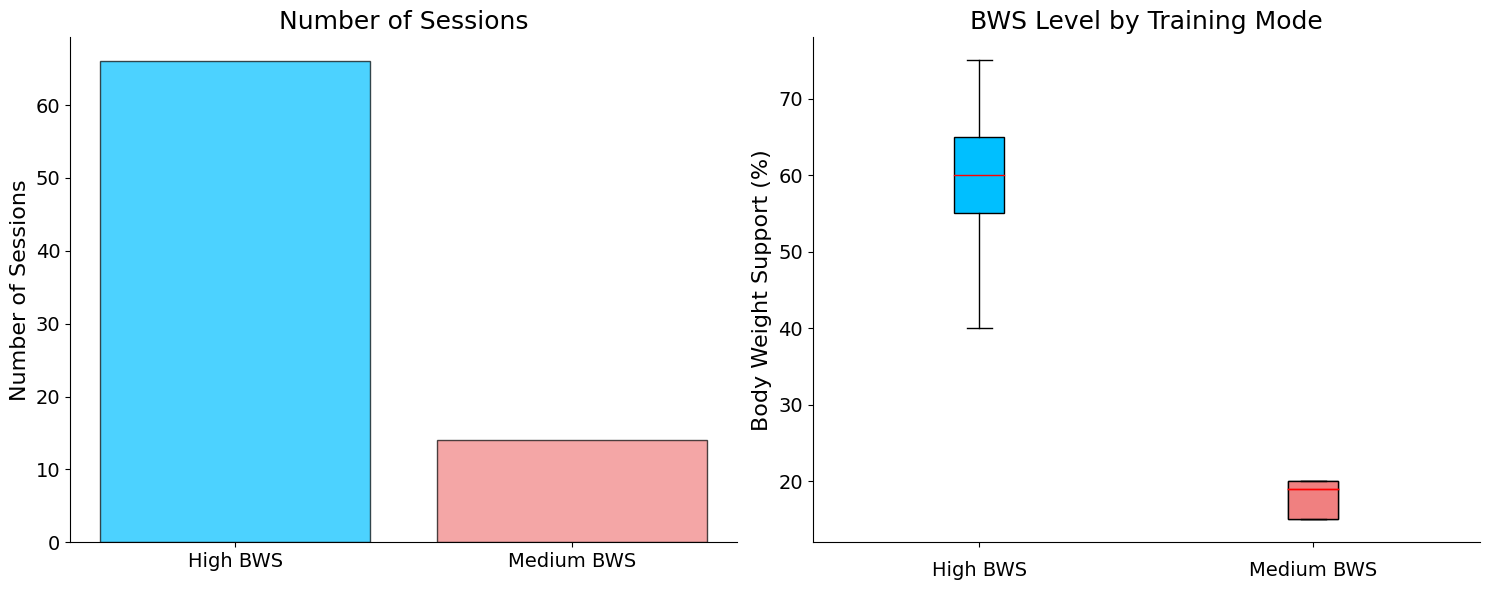 Number of Sessions
Number of Sessions
60
50
40
30
20
10
0
High BWS
Medium BWS
BWS Level by Training Mode
Body Weight Support (%)
70
60
50
40
30
20
High BWS
Medium BWS